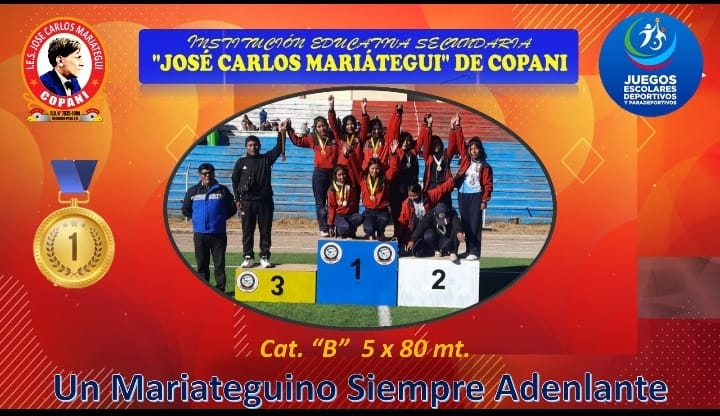 I.E.S. JOSE CARLOS MARIATEGUI
COPANI
INSTITUCIÓN EDUCATIVA SECUNDARIA
"JOSÉ CARLOS MARIÁTEGUI" DE COPANI
JUEGOS
ESCOLARES
DEPORTIVOS
Y PARADEPORTIVOS
1
3
1
2
Cat. “B” 5 x 80 mt.
Un Mariateguino Siempre Adenlante